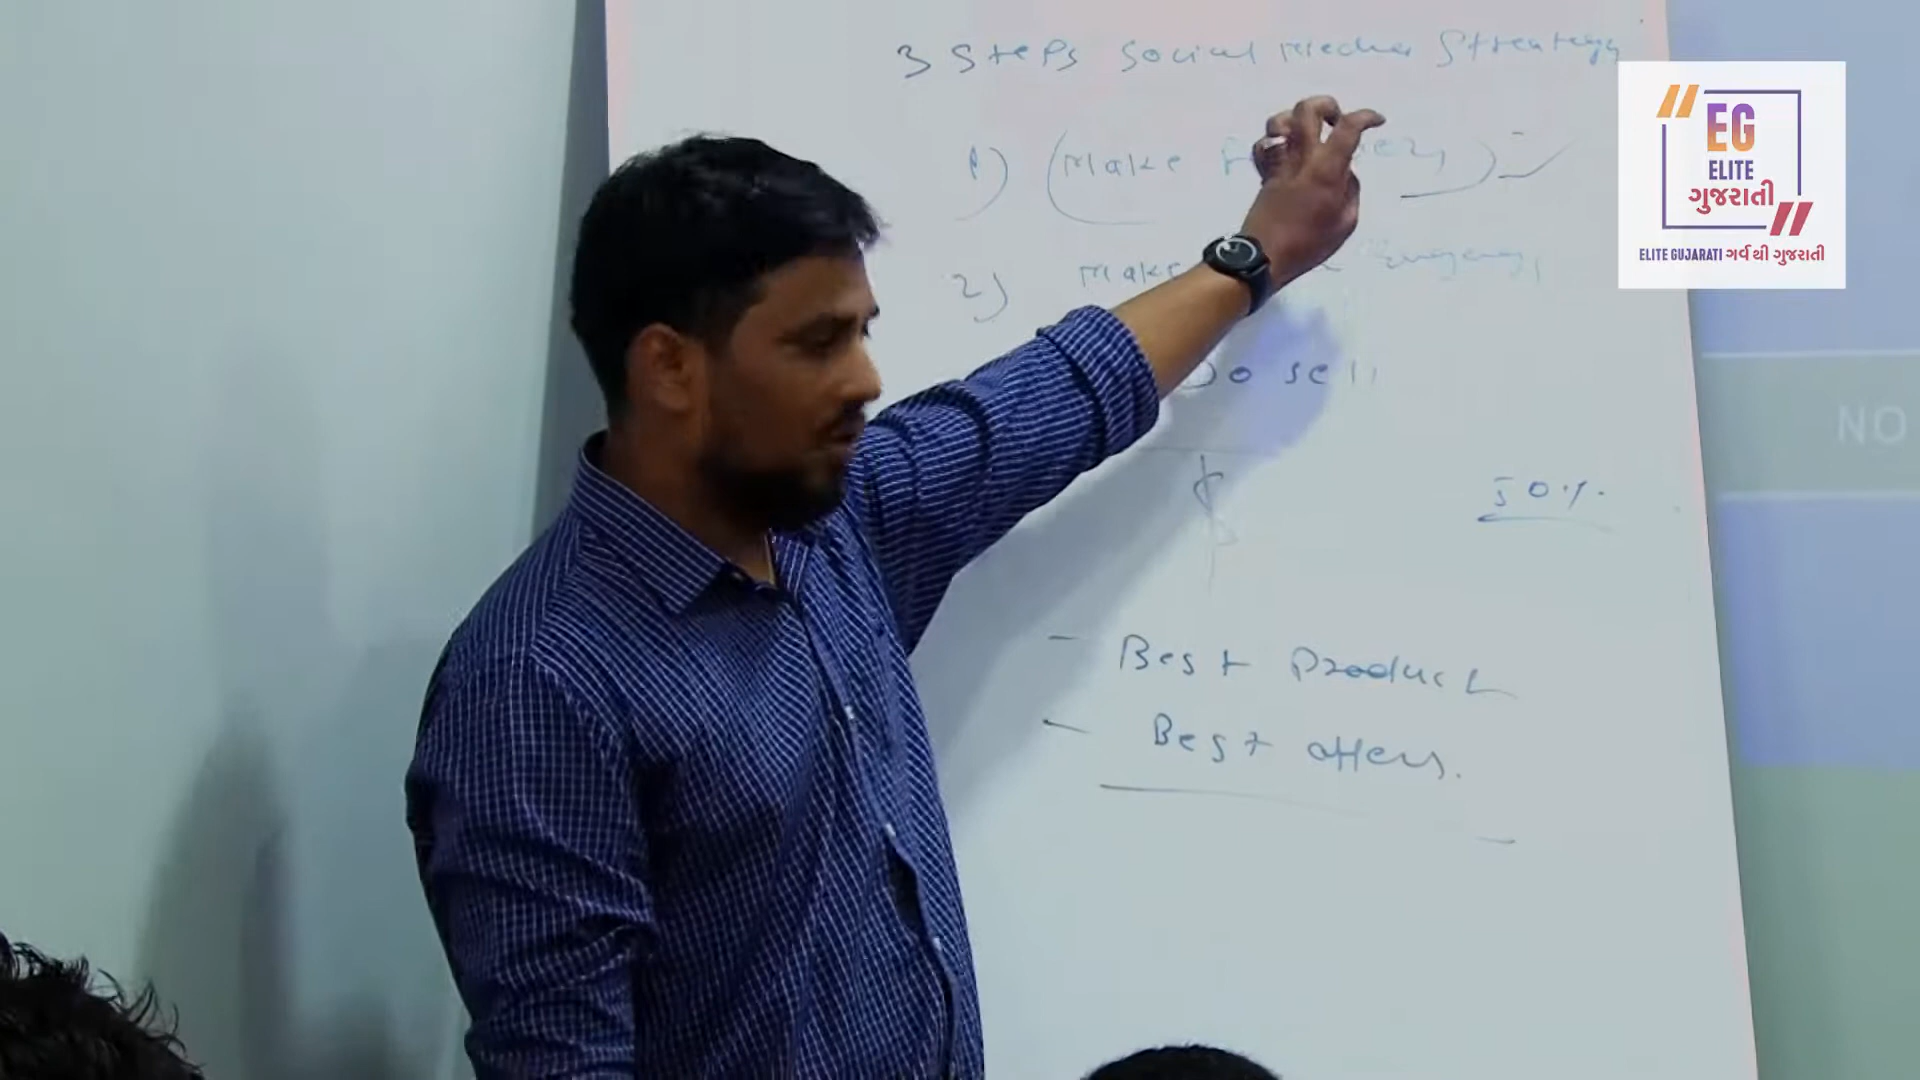 3 Steps Social Media Strategy
1) (Make
2) Make Engag
Do sell
50%
- Best Product
- Best offers.
NO
EG
ELITE
ગુજરાતી
ELITE GUJARATI ગર્વ થી ગુજરાતી